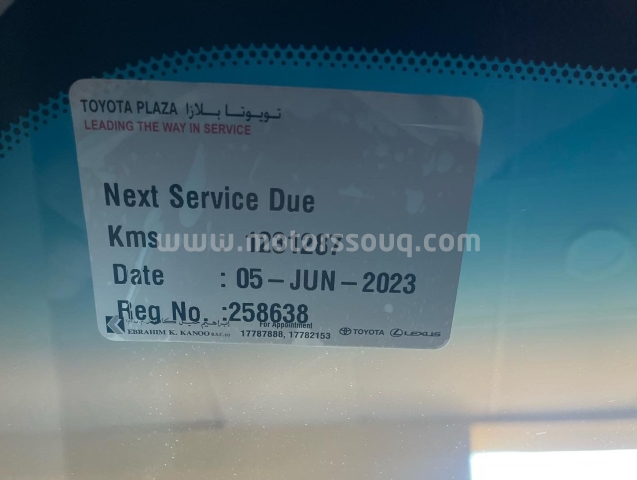 TOYOTA PLAZA تويوتا بلازا
LEADING THE WAY IN SERVICE
Next Service Due
Kms
www.motorssouq.com
Date : 05-JUN-2023
Reg No. :258638
For Appointment
EBRAHIM K. KANOO B.S.C. (c) 17787888, 17782153 TOYOTA LEXUS